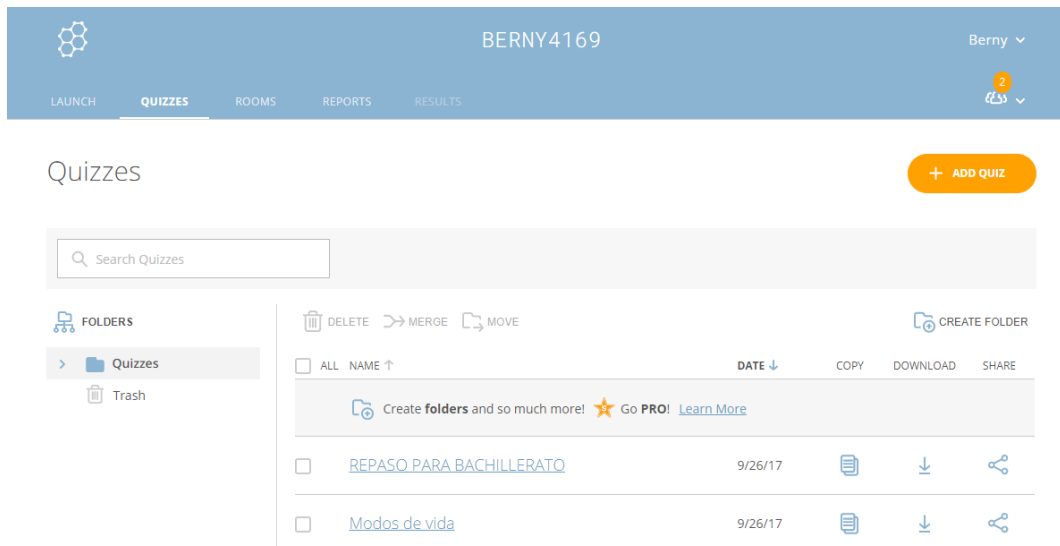 BERNY4169
Berny
2
LAUNCH QUIZZES ROOMS REPORTS RESULTS
Quizzes
+ ADD QUIZ
Search Quizzes
FOLDERS
Quizzes
Trash
DELETE MERGE MOVE CREATE FOLDER
ALL NAME DATE COPY DOWNLOAD SHARE
Create folders and so much more! Go PRO! Learn More
REPASO PARA BACHILLERATO 9/26/17
Modos de vida 9/26/17